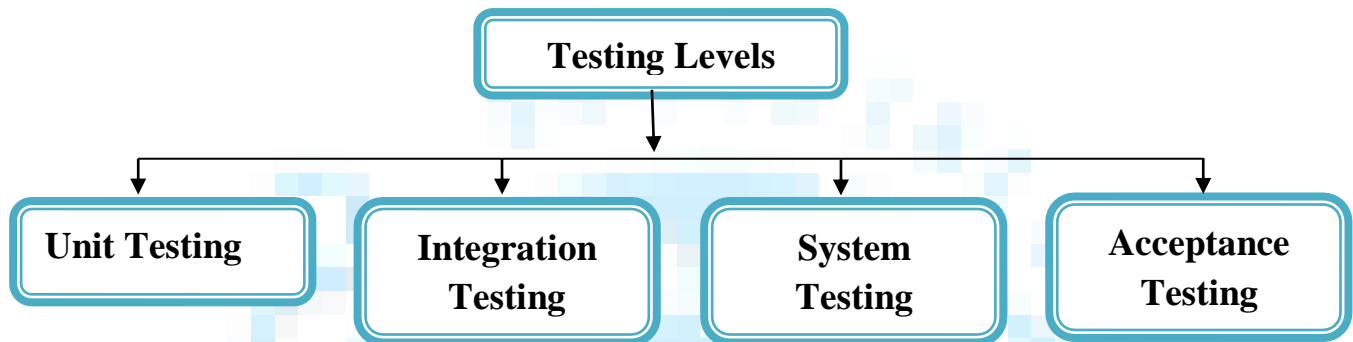 Testing Levels
Unit Testing
Integration
Testing
System
Testing
Acceptance
Testing